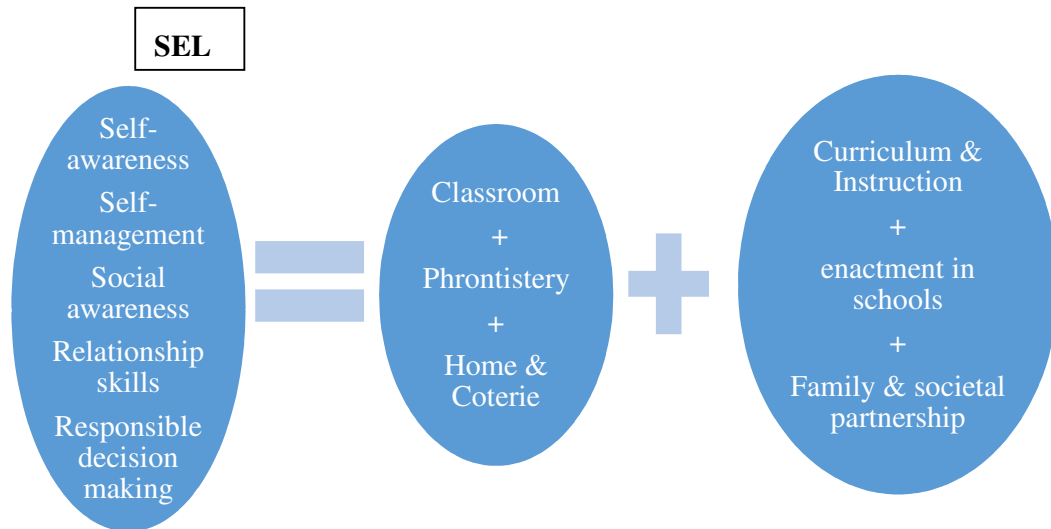 SEL
Self-
awareness
Self-
management
Social
awareness
Relationship
skills
Responsible
decision
making
Classroom
+
Phrontistery
+
Home &
Coterie
Curriculum &
Instruction
+
enactment in
schools
+
Family & societal
partnership